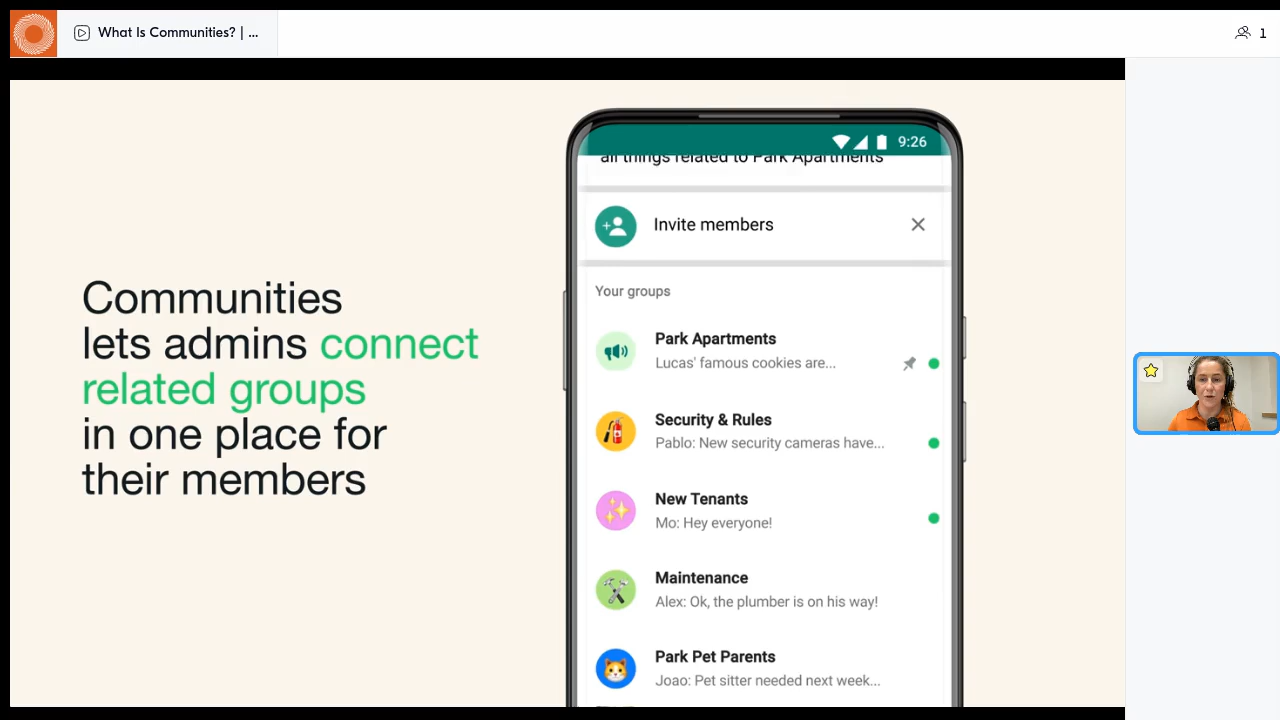 What Is Communities? | ...
1
9:26
all things related to Park Apartments
Invite members
Communities
lets admins connect
related groups
in one place for
their members
Your groups
Park Apartments
Lucas' famous cookies are...
Security & Rules
Pablo: New security cameras have...
New Tenants
Mo: Hey everyone!
Maintenance
Alex: Ok, the plumber is on his way!
Park Pet Parents
Joao: Pet sitter needed next week...